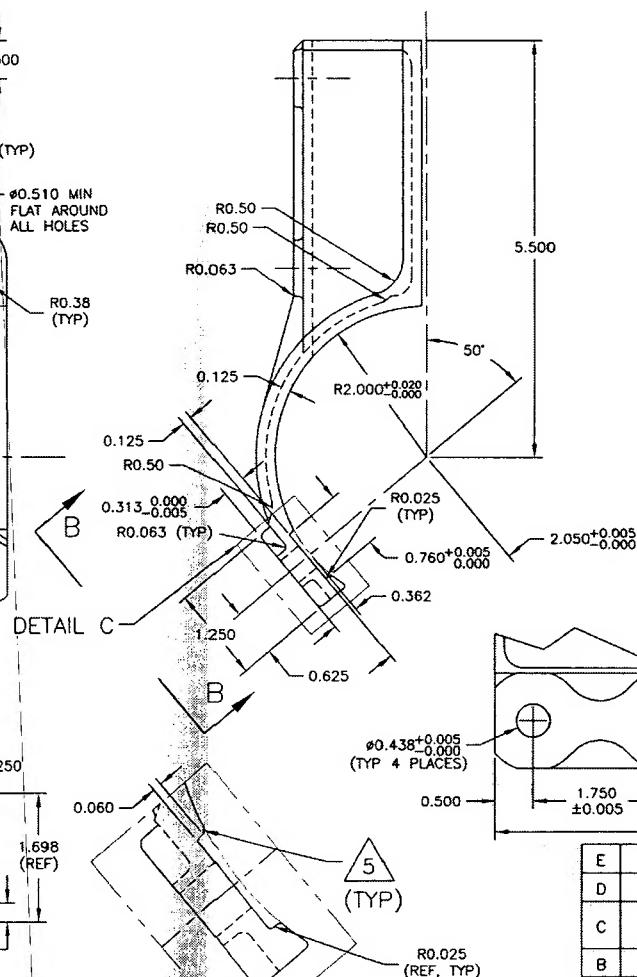 500
(TYP)
ø0.510 MIN
FLAT AROUND
ALL HOLES
R0.38
(TYP)
R0.50
R0.50
R0.063
5.500
50°
0.125
R2.000+0.020
-0.000
0.125
R0.50
0.313 0.000
-0.005
R0.063 (TYP)
R0.025
(TYP)
0.760+0.005
0.000
2.050+0.005
-0.000
0.362
B
DETAIL C
1.250
0.625
B
ø0.438+0.005
-0.000
(TYP 4 PLACES)
0.500
1.750
±0.005
250
0.060
1.698
(REF)
5
(TYP)
R0.025
(REF, TYP)
E
D
C
B